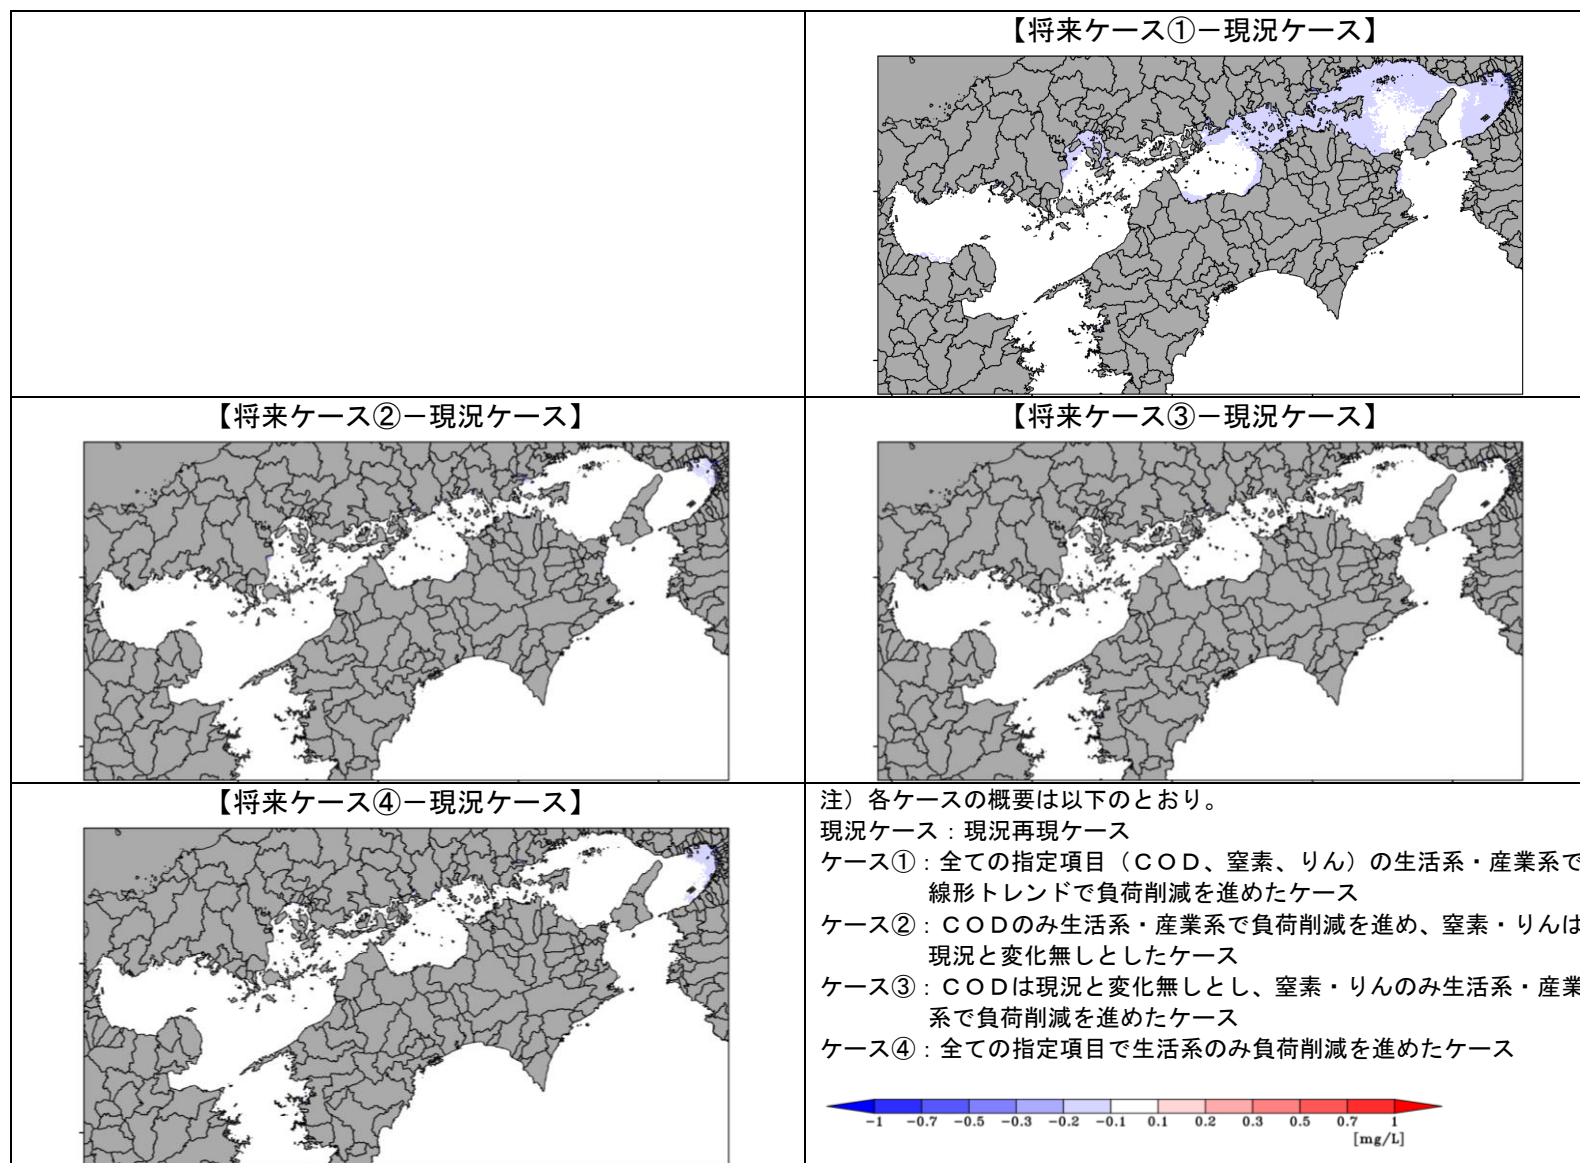 【将来ケース①－現況ケース】
【将来ケース②－現況ケース】
【将来ケース③－現況ケース】
【将来ケース④－現況ケース】
注）各ケースの概要は以下のとおり。
現況ケース：現況再現ケース
ケース①：全ての指定項目（ＣＯＤ、窒素、りん）の生活系・産業系で
線形トレンドで負荷削減を進めたケース
ケース②：ＣＯＤのみ生活系・産業系で負荷削減を進め、窒素・りんは
現況と変化無しとしたケース
ケース③：ＣＯＤは現況と変化無しとし、窒素・りんのみ生活系・産業
系で負荷削減を進めたケース
ケース④：全ての指定項目で生活系のみ負荷削減を進めたケース
-1 -0.7 -0.5 -0.3 -0.2 -0.1 0.1 0.2 0.3 0.5 0.7 1
[mg/L]